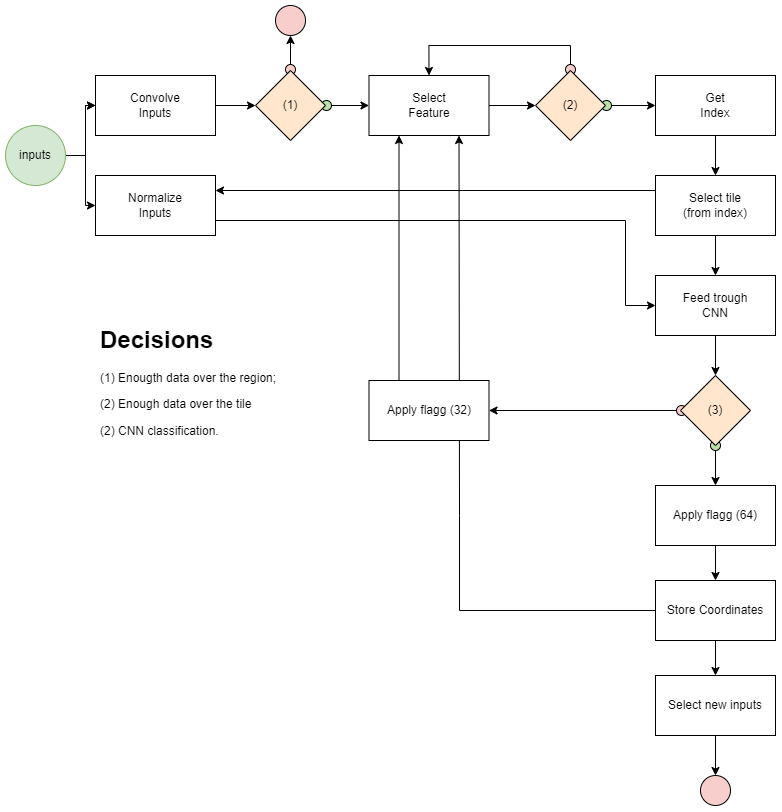 Convolve
Inputs
(1)
Select
Feature
(2)
Get
Index
inputs
Normalize
Inputs
Select tile
(from index)
Feed trough
CNN
Decisions
(1) Enougth data over the region;
(2) Enough data over the tile
(2) CNN classification.
Apply flagg (32)
(3)
Apply flagg (64)
Store Coordinates
Select new inputs